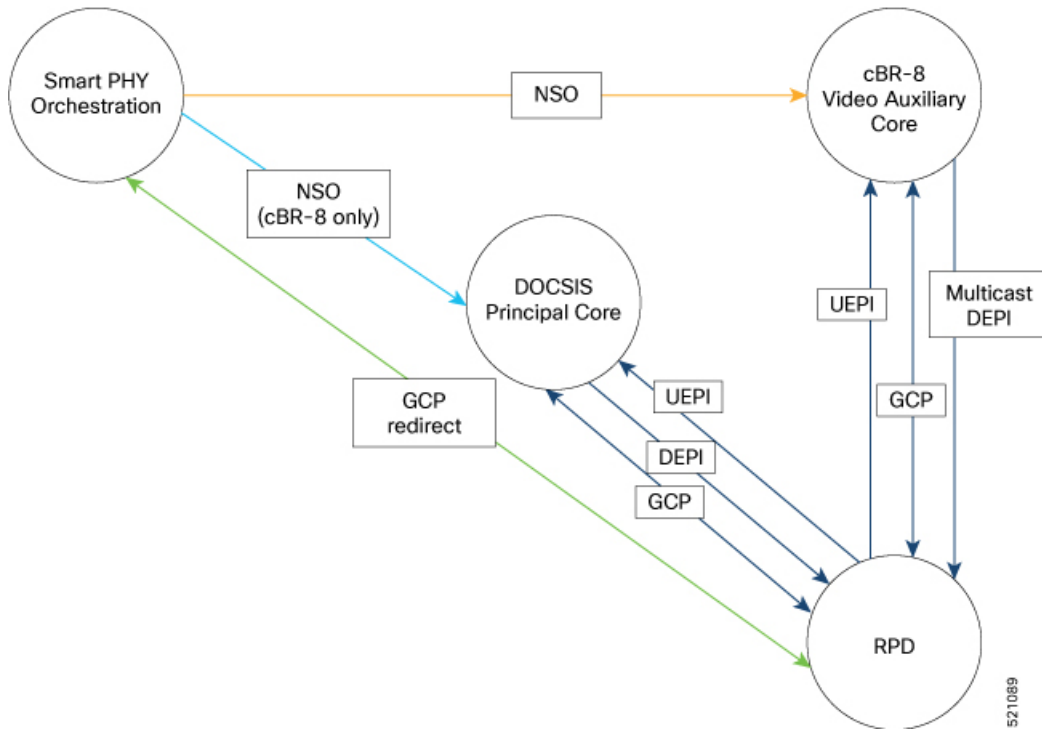 Smart PHY
Orchestration
NSO
cBR-8
Video Auxiliary
Core
NSO
(cBR-8 only)
DOCSIS
Principal Core
UEPI
Multicast
DEPI
GCP
redirect
UEPI
GCP
DEPI
GCP
RPD
521089